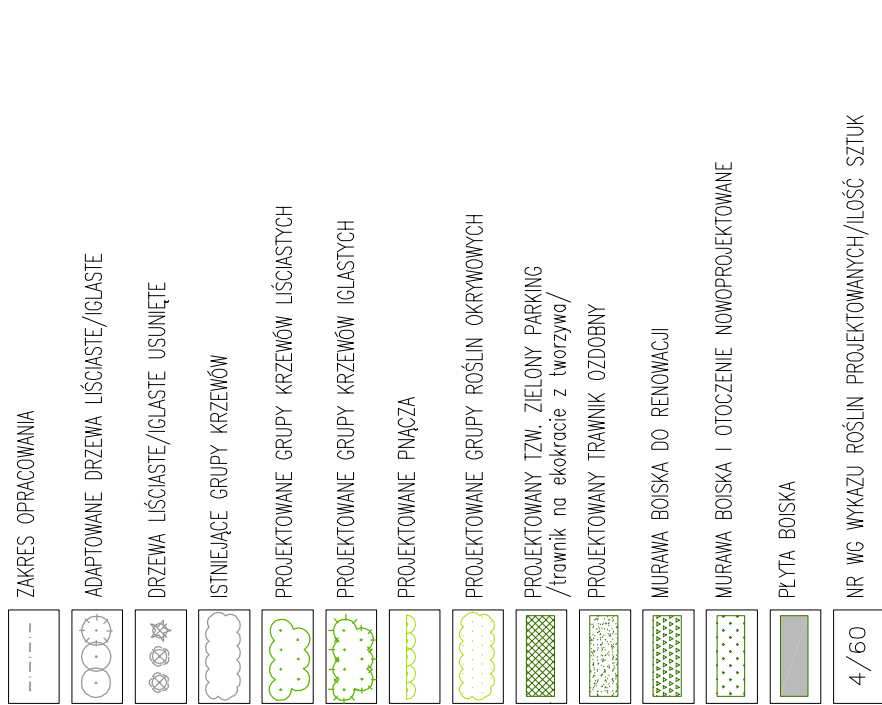 ZAKRES OPRACOWANIA
ADAPTOWANE DRZEWA LIŚCIASTE/IGLASTE
DRZEWA LIŚCIASTE/IGLASTE USUNIĘTE
ISTNIEJĄCE GRUPY KRZEWÓW
PROJEKTOWANE GRUPY KRZEWÓW LIŚCIASTYCH
PROJEKTOWANE GRUPY KRZEWÓW IGLASTYCH
PROJEKTOWANE PNĄCZA
PROJEKTOWANE GRUPY ROŚLIN OKRYWOWYCH
PROJEKTOWANY TZW. ZIELONY PARKING
/trawnik na ekokracie z tworzywa/
PROJEKTOWANY TRAWNIK OZDOBNY
MURAWA BOISKA DO RENOWACJI
MURAWA BOISKA I OTOCZENIE NOWOPROJEKTOWANE
PŁYTA BOISKA
4/60 NR WG WYKAZU ROŚLIN PROJEKTOWANYCH/ILOŚĆ SZTUK